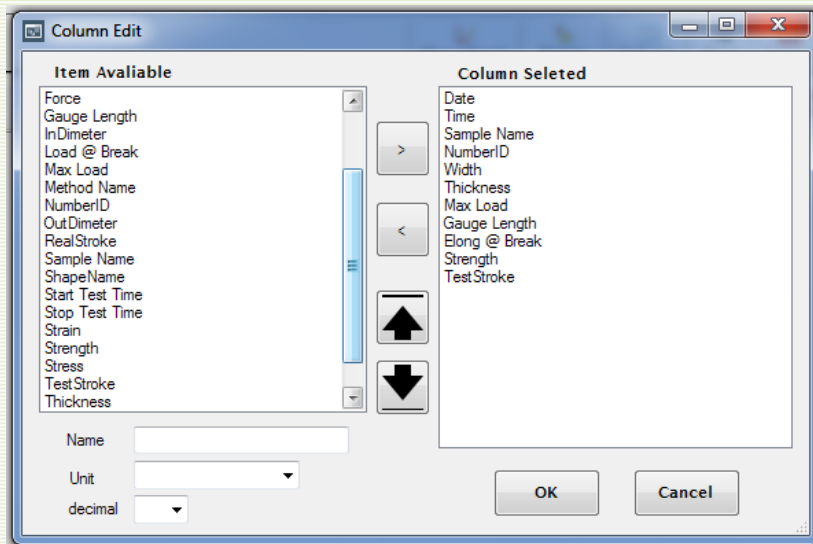 Column Edit
Item Avaliable
Force
Gauge Length
InDimeter
Load @ Break
Max Load
Method Name
NumberID
OutDimeter
RealStroke
Sample Name
ShapeName
Start Test Time
Stop Test Time
Strain
Strength
Stress
TestStroke
Thickness
>
<
Column Seleted
Date
Time
Sample Name
NumberID
Width
Thickness
Max Load
Gauge Length
Elong @ Break
Strength
TestStroke
Name
Unit
decimal
OK
Cancel